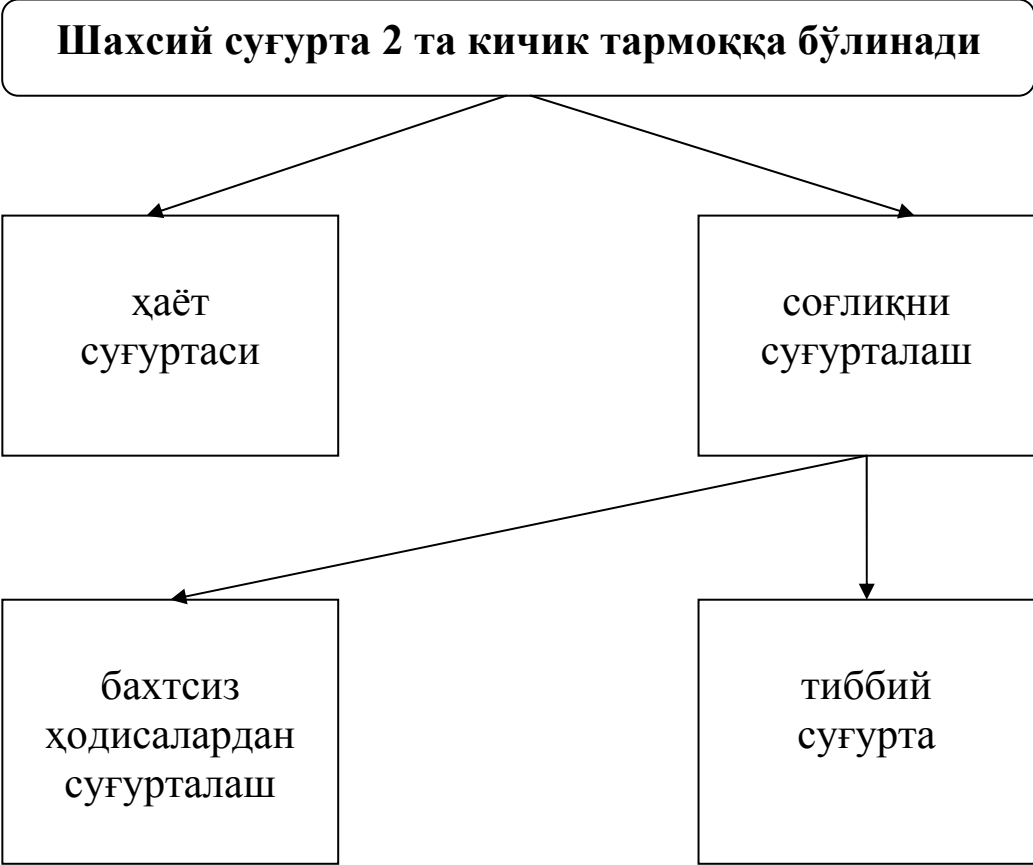 Шахсий суғурта 2 та кичик тармоққа бўлинади
ҳаёт
суғуртаси
соғлиқни
суғурталаш
бахтсиз
ҳодисалардан
суғурталаш
тиббий
суғурта